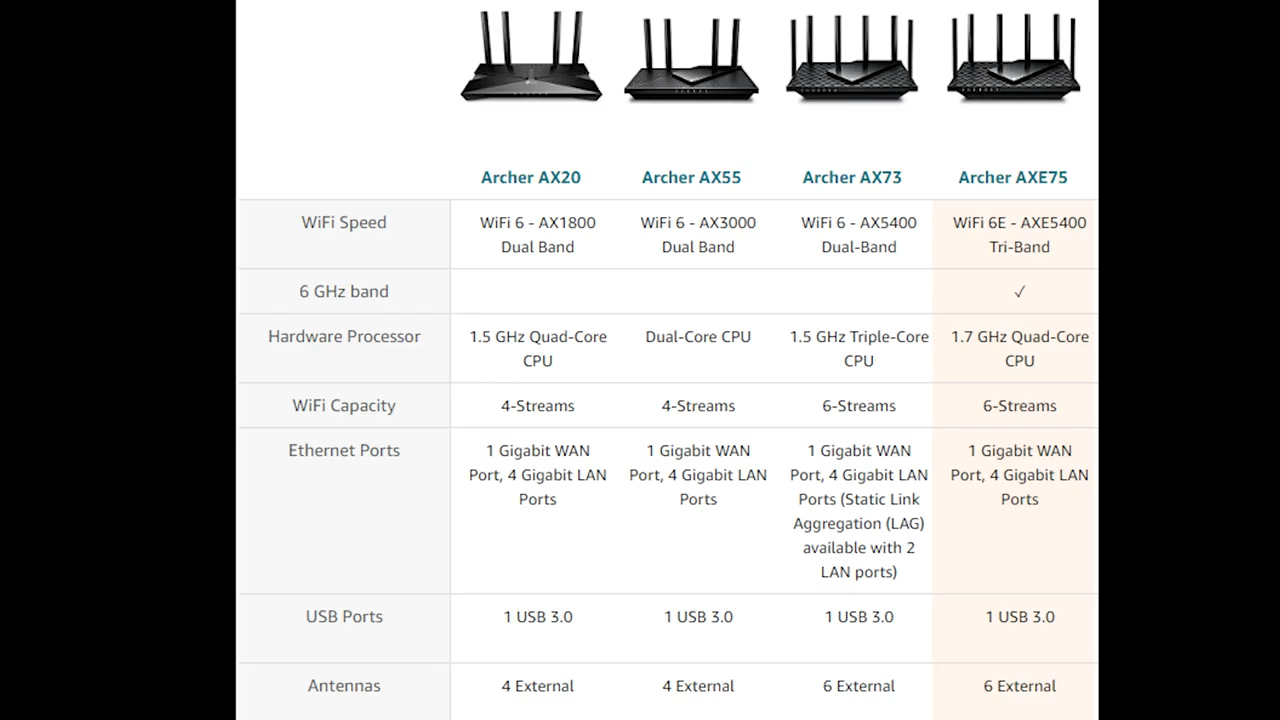 Archer AX20 Archer AX55 Archer AX73 Archer AXE75
WiFi Speed WiFi 6 - AX1800 WiFi 6 - AX3000 WiFi 6 - AX5400 WiFi 6E - AXE5400
Dual Band Dual Band Dual-Band Tri-Band
6 GHz band ✓
Hardware Processor 1.5 GHz Quad-Core Dual-Core CPU 1.5 GHz Triple-Core 1.7 GHz Quad-Core
CPU CPU CPU
WiFi Capacity 4-Streams 4-Streams 6-Streams 6-Streams
Ethernet Ports 1 Gigabit WAN 1 Gigabit WAN 1 Gigabit WAN 1 Gigabit WAN
Port, 4 Gigabit LAN Port, 4 Gigabit LAN Port, 4 Gigabit LAN Port, 4 Gigabit LAN
Ports Ports Ports (Static Link Ports
Aggregation (LAG)
available with 2
LAN ports)
USB Ports 1 USB 3.0 1 USB 3.0 1 USB 3.0 1 USB 3.0
Antennas 4 External 4 External 6 External 6 External